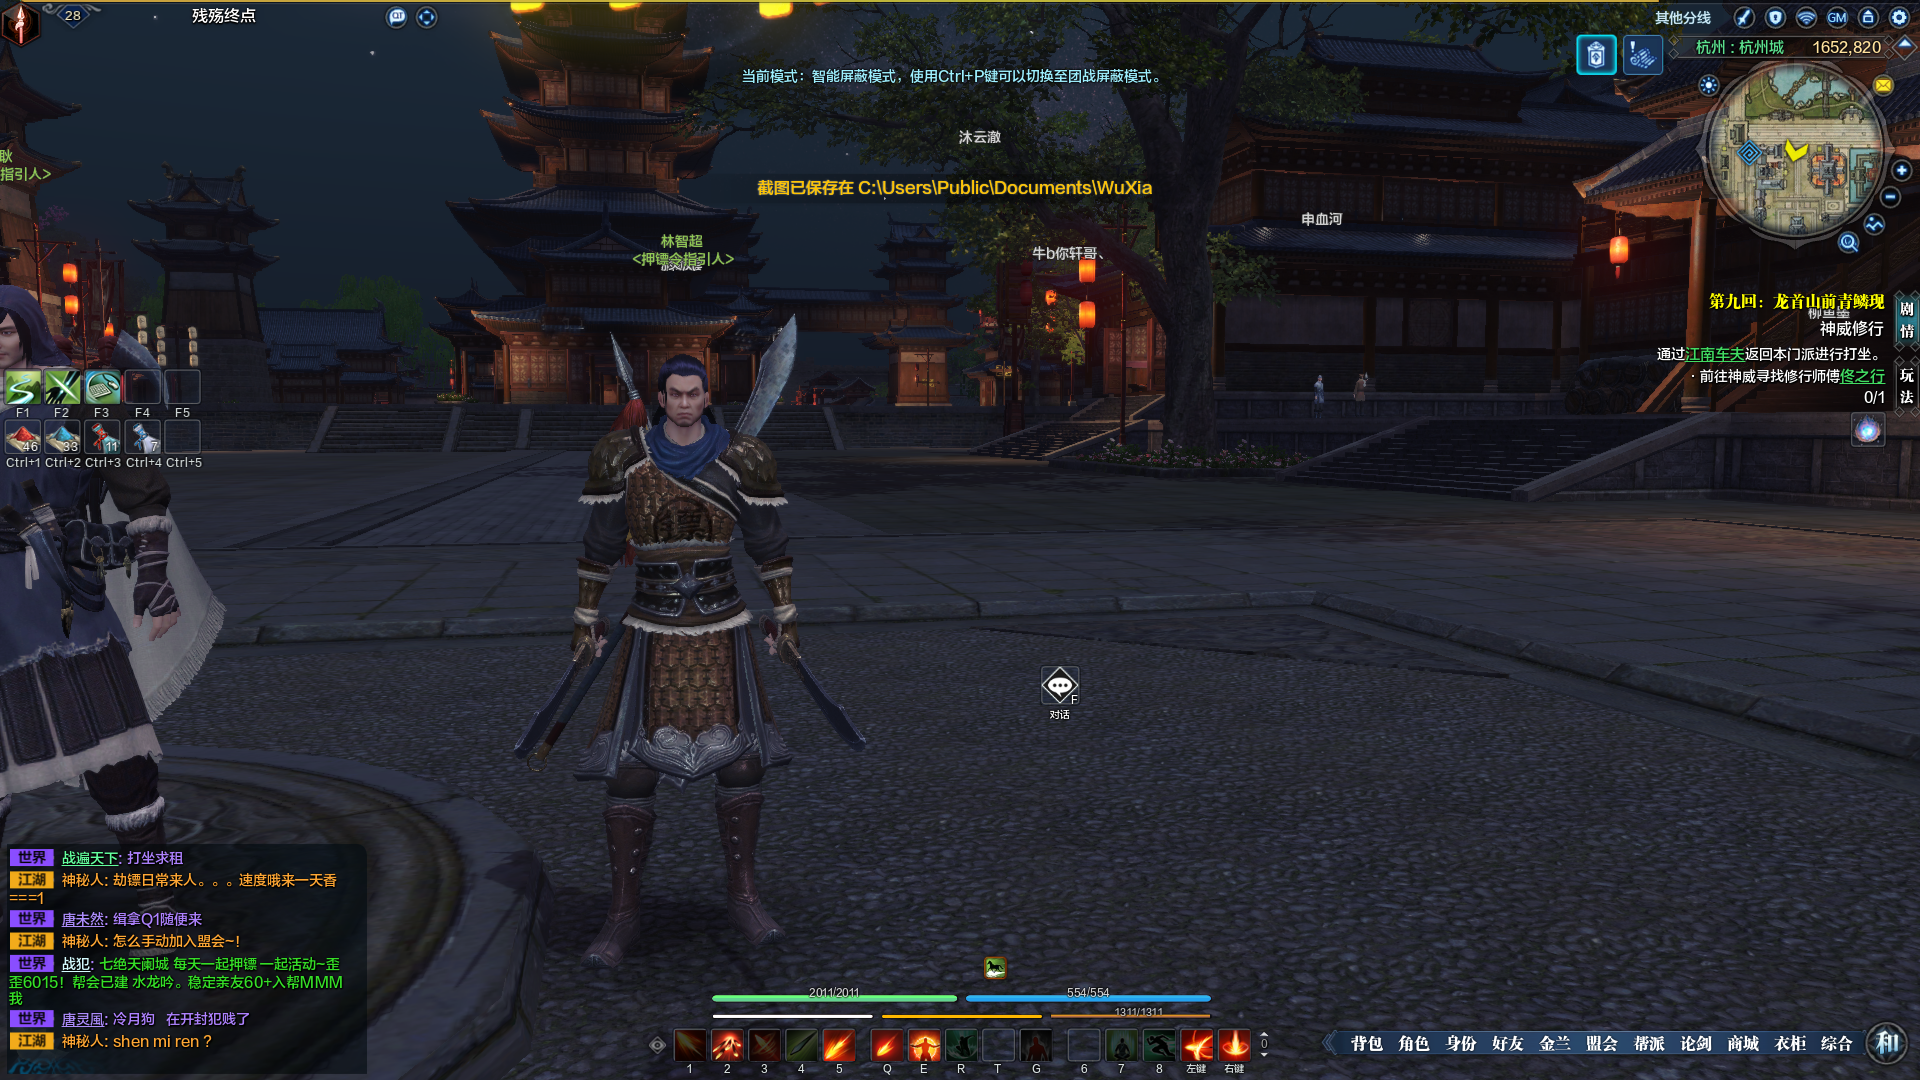 28
残殇终点
其他分线
GM
杭州 : 杭州城
1652,820
当前模式：智能屏蔽模式，使用Ctrl+P键可以切换至团战屏蔽模式。
沐云澈
耿
指引人>
截图已保存在 C:\Users\Public\Documents\WuXia
申血河
林智超
<押镖令指引人>
牛b你轩哥、
第九回：龙首山前青鳞现
神威修行
通过江南车夫返回本门派进行打坐。
· 前往神威寻找修行师傅佟之行
0/1
剧情
玩法
F1 F2 F3 F4 F5
46 33 11 7
Ctrl+1 Ctrl+2 Ctrl+3 Ctrl+4 Ctrl+5
F
对话
世界 战遍天下: 打坐求租
江湖 神秘人: 劫镖日常来人。。。速度哦来一天香
===1
世界 唐未然: 缉拿Q1随便来
江湖 神秘人: 怎么手动加入盟会~!
世界 战犯: 七绝天阑城 每天一起押镖 一起活动~歪
歪6015！帮会已建 水龙吟。稳定亲友60+入帮MMM
我
世界 唐灵風: 冷月狗 在开封犯贱了
江湖 神秘人: shen mi ren ?
2011/2011
554/554
1311/1311
1 2 3 4 5 Q E R T G 6 7 8 左键 右键
0
背包 角色 身份 好友 金兰 盟会 帮派 论剑 商城 衣柜 综合
和